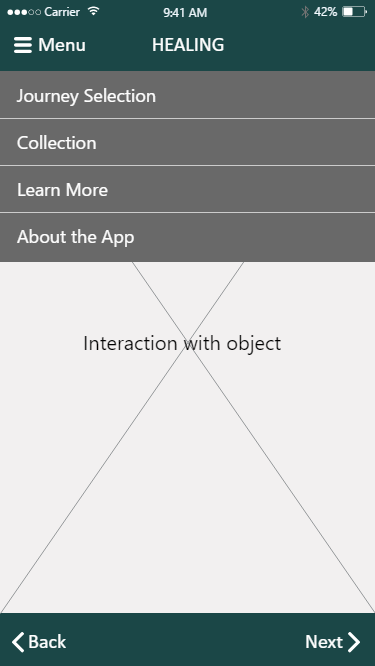 Carrier 9:41 AM 42%
Menu HEALING
Journey Selection
Collection
Learn More
About the App
Interaction with object
Back Next